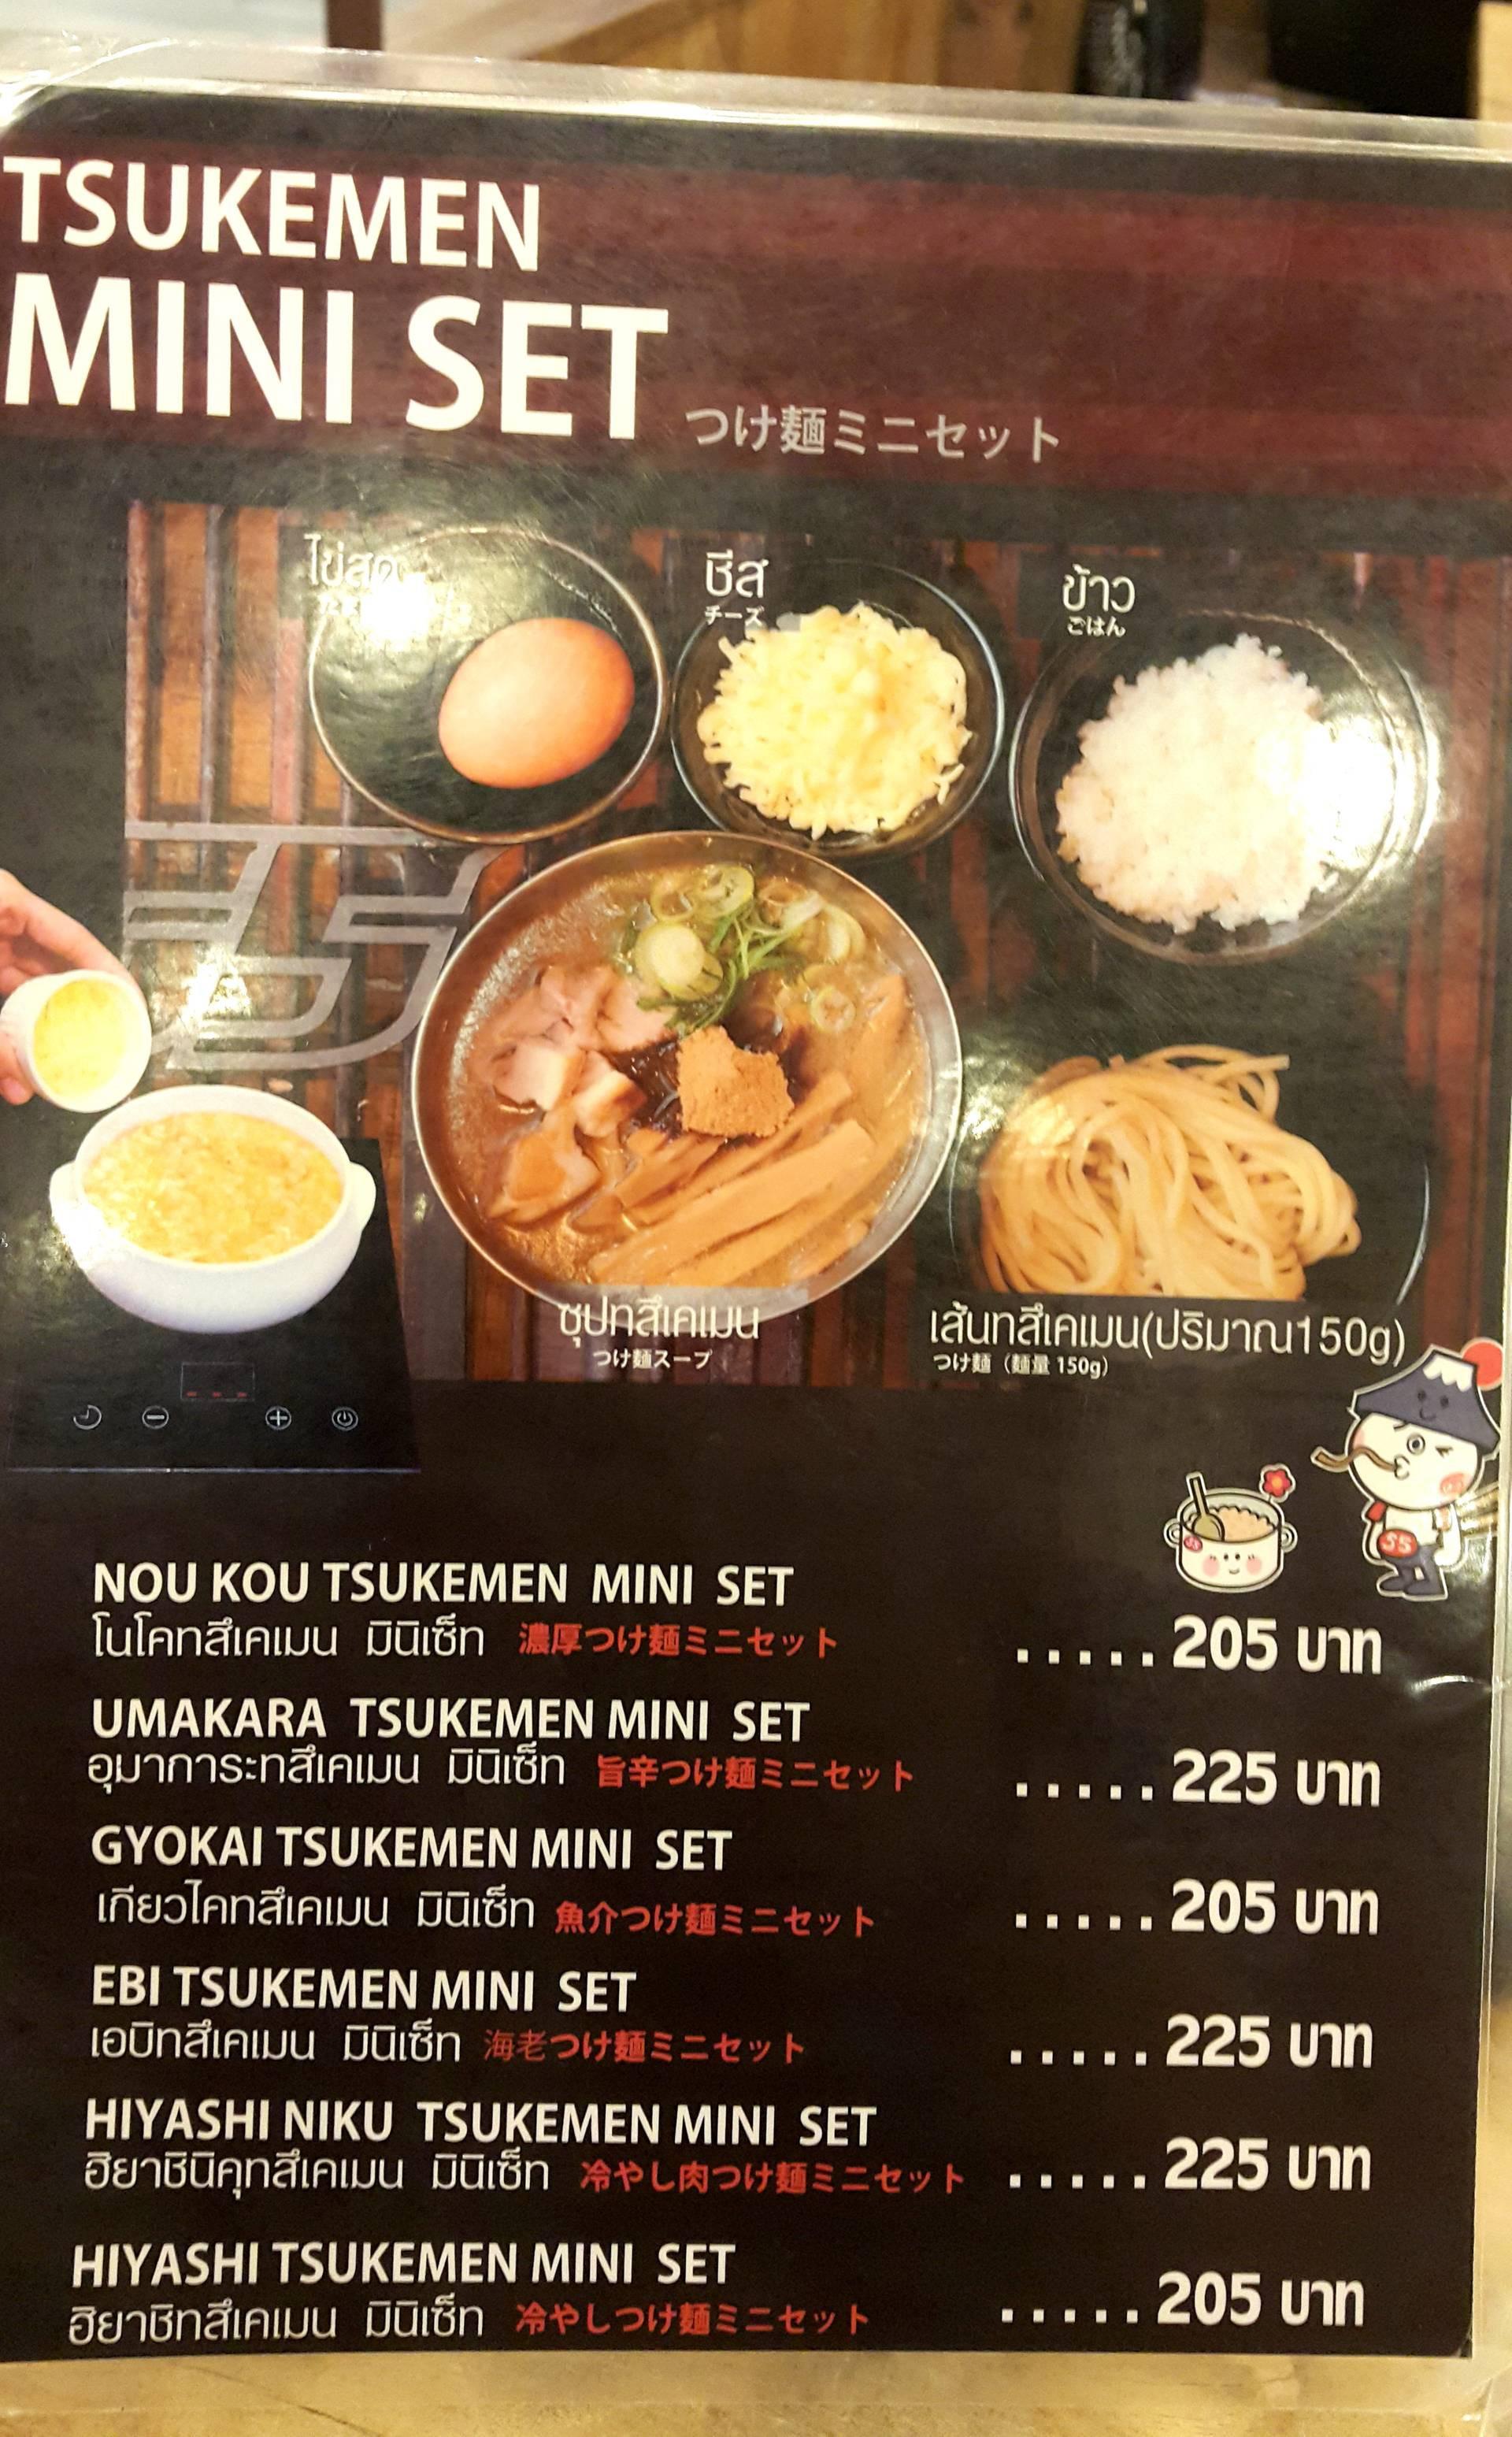 TSUKEMEN
MINI SET つけ麺ミニセット
ไข่สด
ชีส
チーズ
ข้าว
ごはん
ซุปทสึเคเมน
つけ麺スープ
เส้นทสึเคเมน(ปริมาณ150g)
つけ麺（麺量 150g）
SS
NOU KOU TSUKEMEN MINI SET
โนโคทสึเคเมน มินิเซ็ท 濃厚つけ麺ミニセット ..... 205 บาท
UMAKARA TSUKEMEN MINI SET
อุมาการะทสึเคเมน มินิเซ็ท 旨辛つけ麺ミニセット ..... 225 บาท
GYOKAI TSUKEMEN MINI SET
เกียวไคทสึเคเมน มินิเซ็ท 魚介つけ麺ミニセット ..... 205 บาท
EBI TSUKEMEN MINI SET
เอบิทสึเคเมน มินิเซ็ท 海老つけ麺ミニセット ..... 225 บาท
HIYASHI NIKU TSUKEMEN MINI SET
ฮิยาชินิคุทสึเคเมน มินิเซ็ท 冷やし肉つけ麺ミニセット ..... 225 บาท
HIYASHI TSUKEMEN MINI SET
ฮิยาชิทสึเคเมน มินิเซ็ท 冷やしつけ麺ミニセット ..... 205 บาท